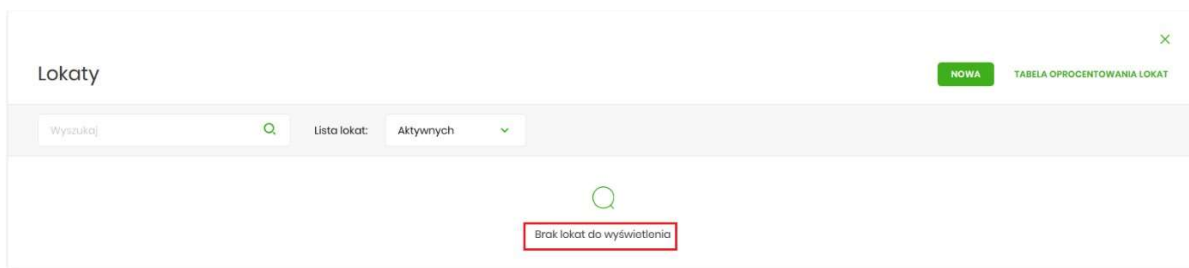 Lokaty
NOWA TABELA OPROCENTOWANIA LOKAT
Wyszukaj Lista lokat: Aktywnych
Brak lokat do wyświetlenia